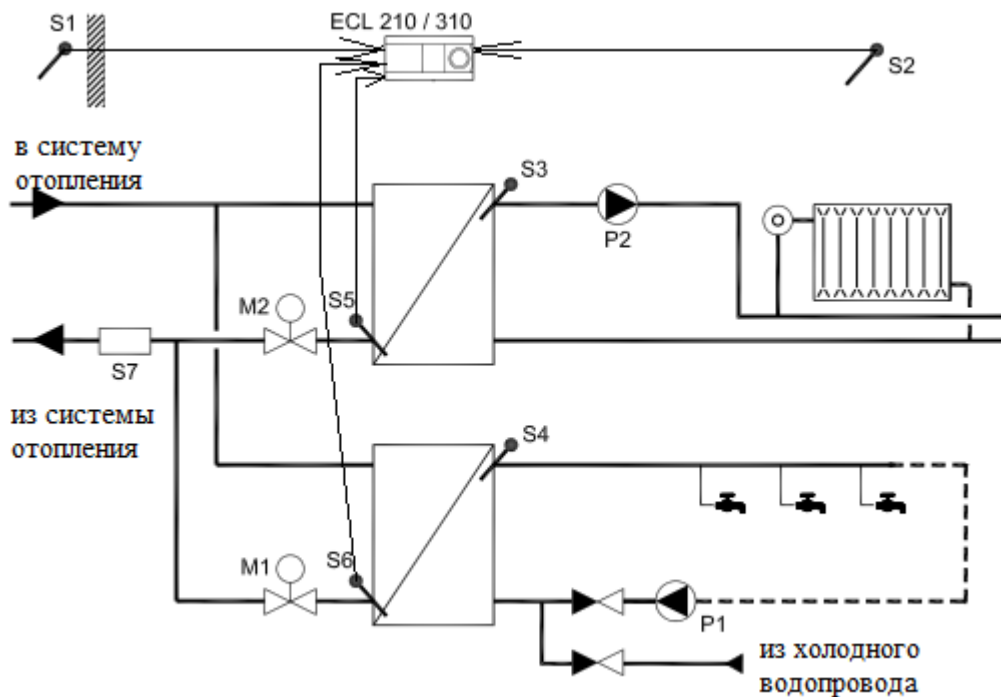 S1
ECL 210 / 310
S2
в систему
отопления
S3
P2
M2
S5
S7
из системы
отопления
S4
M1
S6
P1
из холодного
водопровода